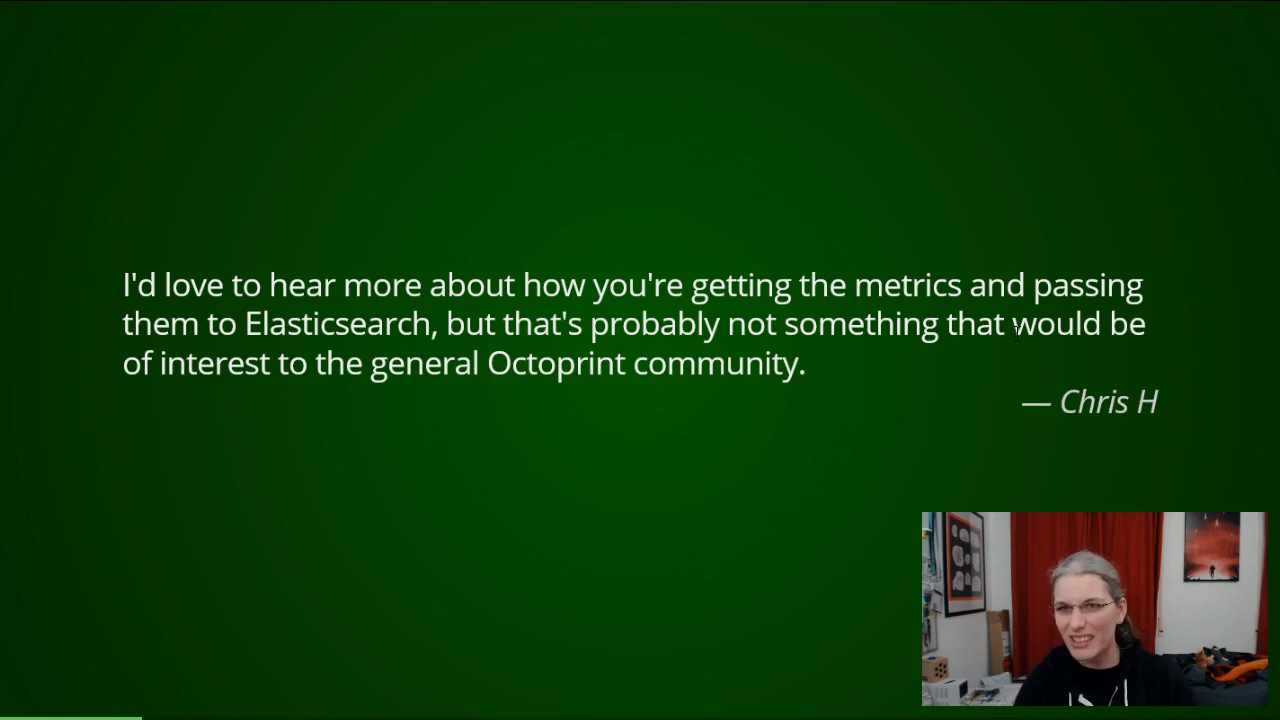 I'd love to hear more about how you're getting the metrics and passing
them to Elasticsearch, but that's probably not something that would be
of interest to the general Octoprint community.
— Chris H